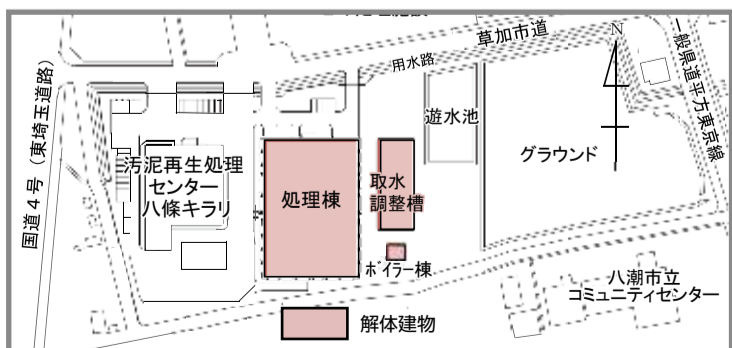 草加市道
N
用水路
一般県道平方東京線
国道4号（東埼玉道路）
遊水池
グラウンド
汚泥再生処理
センター
八條キラリ
処理棟
取水
調整槽
ボイラー棟
八潮市立
コミュニティセンター
解体建物